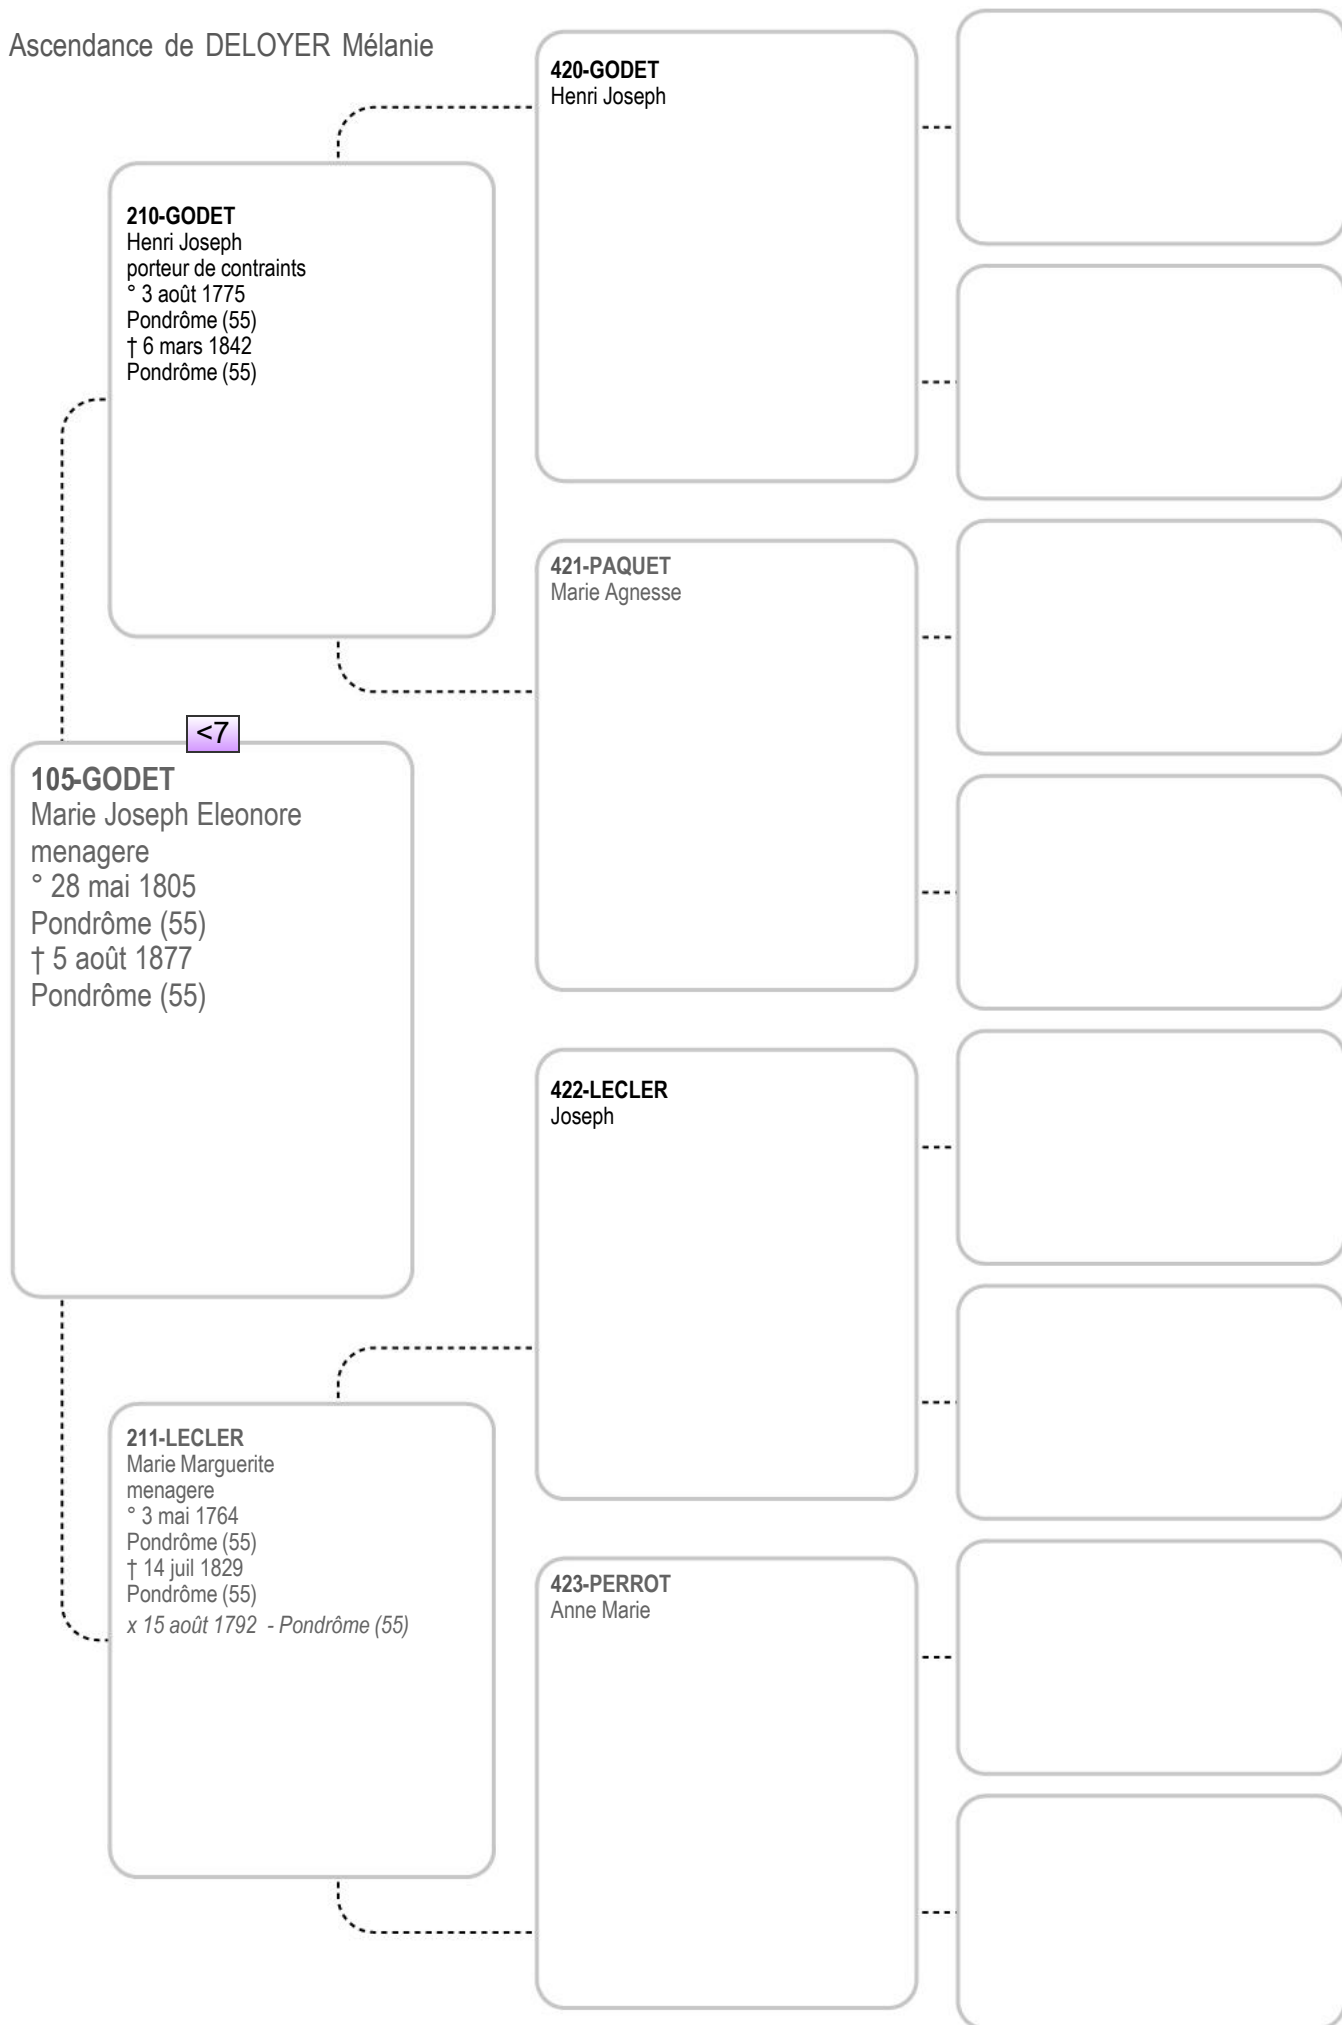 Ascendance de DELOYER Mélanie
420-GODET
Henri Joseph
210-GODET
Henri Joseph
porteur de contraints
° 3 août 1775
Pondrôme (55)
† 6 mars 1842
Pondrôme (55)
421-PAQUET
Marie Agnesse
<7
105-GODET
Marie Joseph Eleonore
menagere
° 28 mai 1805
Pondrôme (55)
† 5 août 1877
Pondrôme (55)
422-LECLER
Joseph
211-LECLER
Marie Marguerite
menagere
° 3 mai 1764
Pondrôme (55)
† 14 juil 1829
Pondrôme (55)
x 15 août 1792 - Pondrôme (55)
423-PERROT
Anne Marie